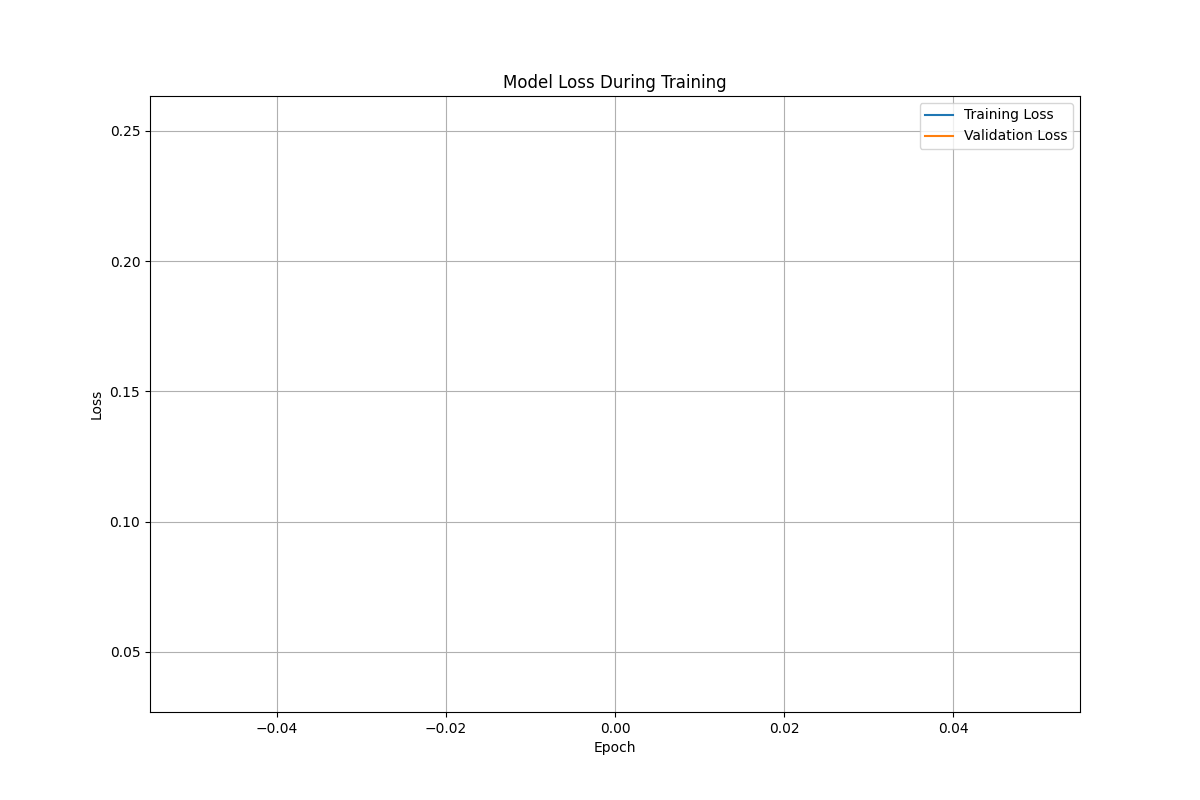 Model Loss During Training
Training Loss
Validation Loss
0.25
0.20
0.15
0.10
0.05
Loss
−0.04
−0.02
0.00
0.02
0.04
Epoch